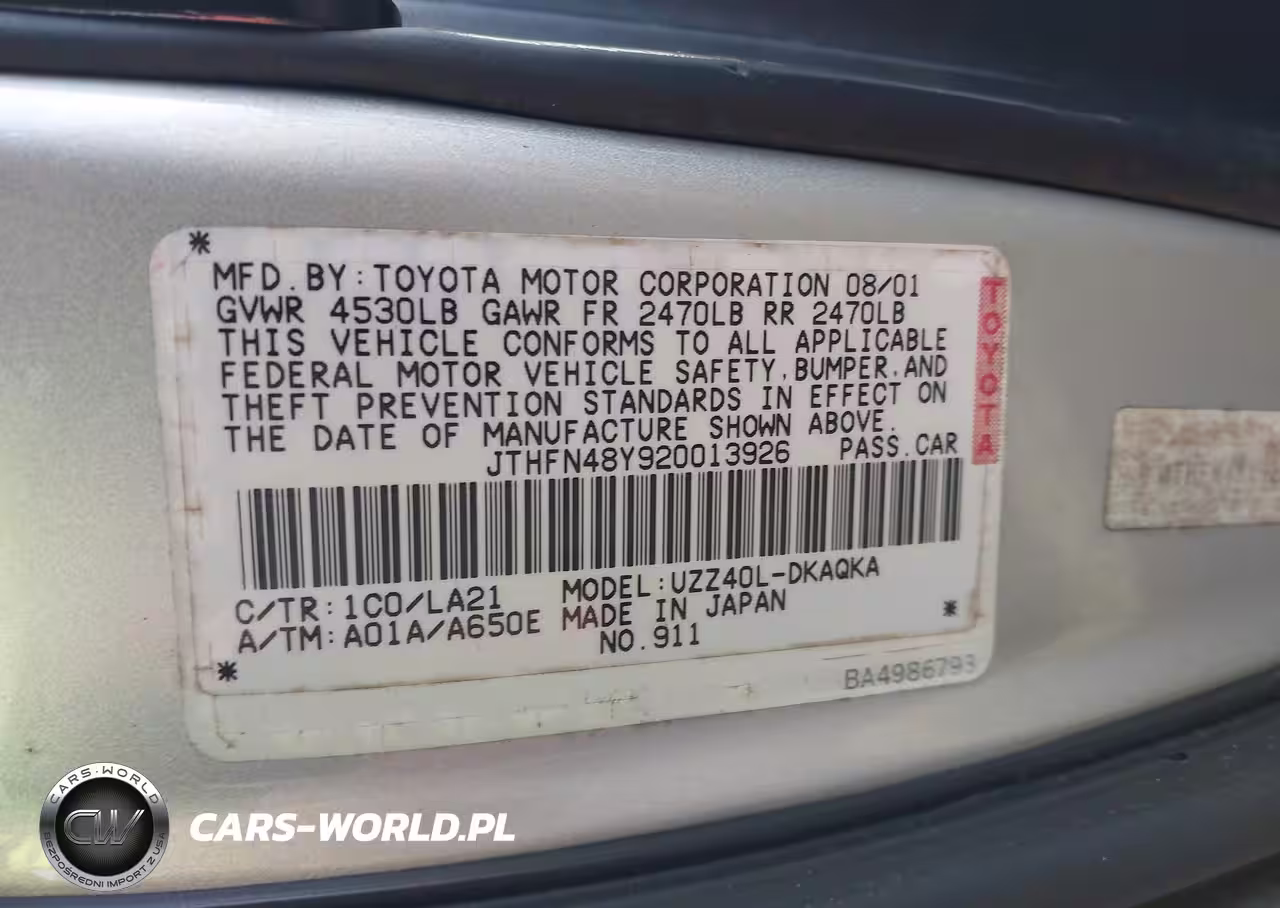 *
MFD. BY: TOYOTA MOTOR CORPORATION 08/01
GVWR 4530LB GAWR FR 2470LB RR 2470LB
THIS VEHICLE CONFORMS TO ALL APPLICABLE
FEDERAL MOTOR VEHICLE SAFETY, BUMPER, AND
THEFT PREVENTION STANDARDS IN EFFECT ON
THE DATE OF MANUFACTURE SHOWN ABOVE.
JTHFN48Y920013926 PASS. CAR
TOYOTA
C/TR: 1C0/LA21 MODEL: UZZ40L-DKAQKA
A/TM: A01A/A650E MADE IN JAPAN
*
NO. 911
*
BA4986793
CARS-WORLD
CW
BEZPOŚREDNI IMPORT Z USA
CARS-WORLD.PL